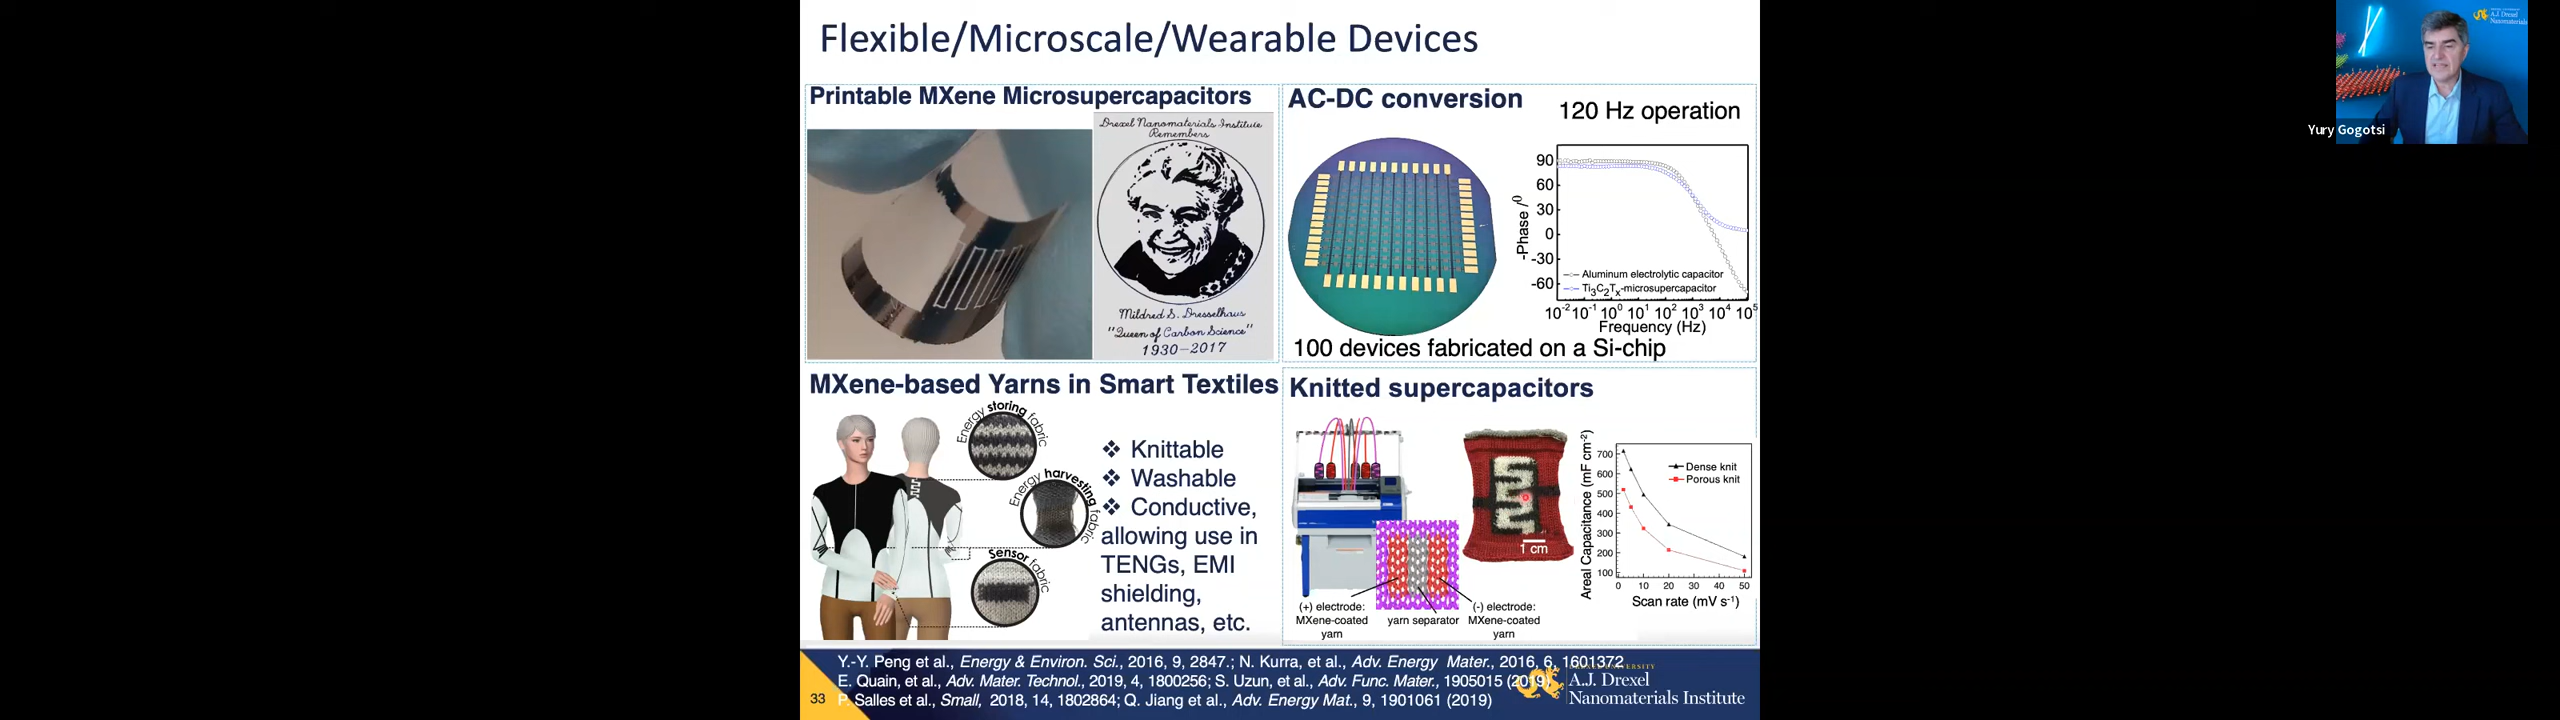 Flexible/Microscale/Wearable Devices
Printable MXene Microsupercapacitors
Drexel Nanomaterials Institute
Remembers
Mildred S. Dresselhaus
"Queen of Carbon Science"
1930-2017
AC-DC conversion
120 Hz operation
-Phase /⁰
90
60
30
0
-30
-60
Aluminum electrolytic capacitor
Ti₃C₂Tₓ-microsupercapacitor
10⁻² 10⁻¹ 10⁰ 10¹ 10² 10³ 10⁴ 10⁵
Frequency (Hz)
100 devices fabricated on a Si-chip
MXene-based Yarns in Smart Textiles
Energy storing fabric
Energy harvesting fabric
Sensor fabric
❖ Knittable
❖ Washable
❖ Conductive,
allowing use in
TENGs, EMI
shielding,
antennas, etc.
Knitted supercapacitors
(+) electrode:
MXene-coated
yarn
yarn separator
(-) electrode:
MXene-coated
yarn
1 cm
Areal Capacitance (mF cm⁻²)
700
600
500
400
300
200
100
Dense knit
Porous knit
0 10 20 30 40 50
Scan rate (mV s⁻¹)
Y.-Y. Peng et al., Energy & Environ. Sci., 2016, 9, 2847.; N. Kurra, et al., Adv. Energy Mater., 2016, 6, 1601372
E. Quain, et al., Adv. Mater. Technol., 2019, 4, 1800256; S. Uzun, et al., Adv. Func. Mater., 1905015 (2019)
P. Salles et al., Small, 2018, 14, 1802864; Q. Jiang et al., Adv. Energy Mat., 9, 1901061 (2019)
33
DREXEL UNIVERSITY
A.J. Drexel
Nanomaterials Institute
A.J. Drexel
Nanomaterials
Yury Gogotsi